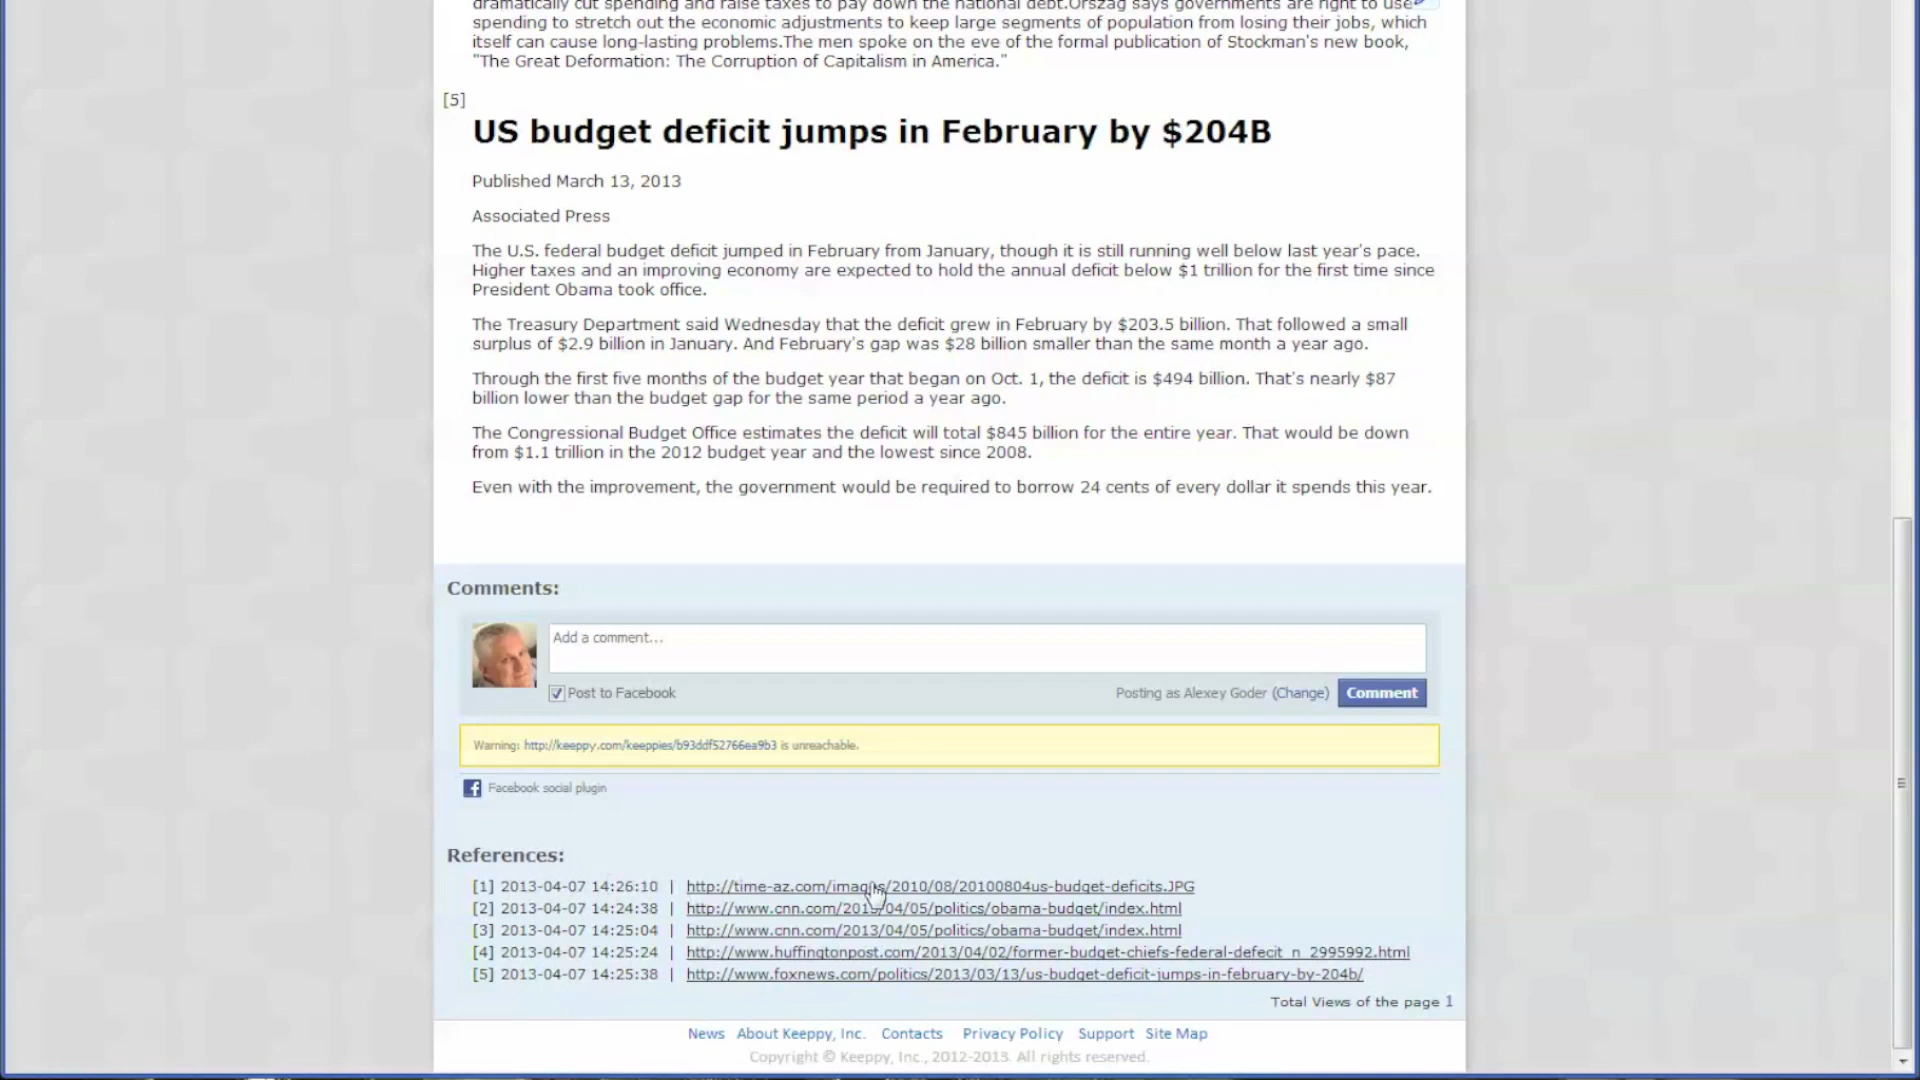 dramatically cut spending and raise taxes to pay down the national debt.Orszag says governments are right to use
spending to stretch out the economic adjustments to keep large segments of population from losing their jobs, which
itself can cause long-lasting problems.The men spoke on the eve of the formal publication of Stockman's new book,
"The Great Deformation: The Corruption of Capitalism in America."
[5]
US budget deficit jumps in February by $204B
Published March 13, 2013
Associated Press
The U.S. federal budget deficit jumped in February from January, though it is still running well below last year's pace.
Higher taxes and an improving economy are expected to hold the annual deficit below $1 trillion for the first time since
President Obama took office.
The Treasury Department said Wednesday that the deficit grew in February by $203.5 billion. That followed a small
surplus of $2.9 billion in January. And February's gap was $28 billion smaller than the same month a year ago.
Through the first five months of the budget year that began on Oct. 1, the deficit is $494 billion. That's nearly $87
billion lower than the budget gap for the same period a year ago.
The Congressional Budget Office estimates the deficit will total $845 billion for the entire year. That would be down
from $1.1 trillion in the 2012 budget year and the lowest since 2008.
Even with the improvement, the government would be required to borrow 24 cents of every dollar it spends this year.
Comments:
Add a comment...
Post to Facebook
Posting as Alexey Goder (Change)
Comment
Warning: http://keeppy.com/keeppies/b93ddf52766ea9b3 is unreachable.
Facebook social plugin
References:
[1] 2013-04-07 14:26:10 | http://time-az.com/images/2010/08/20100804us-budget-deficits.JPG
[2] 2013-04-07 14:24:38 | http://www.cnn.com/2013/04/05/politics/obama-budget/index.html
[3] 2013-04-07 14:25:04 | http://www.cnn.com/2013/04/05/politics/obama-budget/index.html
[4] 2013-04-07 14:25:24 | http://www.huffingtonpost.com/2013/04/02/former-budget-chiefs-federal-defecit_n_2995992.html
[5] 2013-04-07 14:25:38 | http://www.foxnews.com/politics/2013/03/13/us-budget-deficit-jumps-in-february-by-204b/
Total Views of the page 1
News About Keeppy, Inc. Contacts Privacy Policy Support Site Map
Copyright © Keeppy, Inc., 2012-2013. All rights reserved.